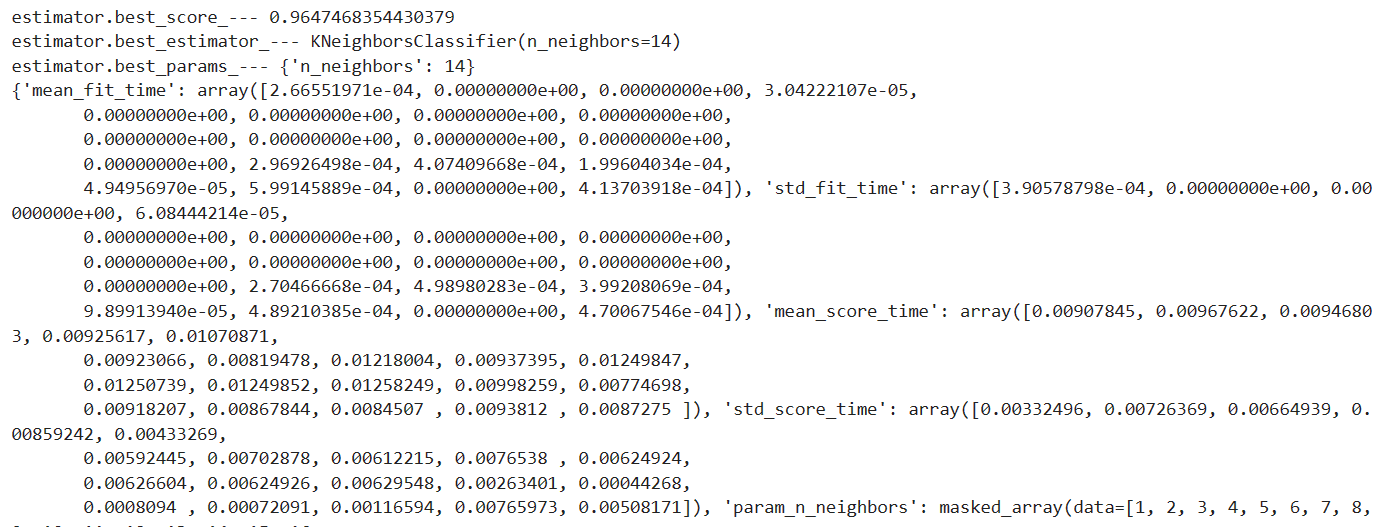 estimator.best_score_--- 0.9647468354430379
estimator.best_estimator_--- KNeighborsClassifier(n_neighbors=14)
estimator.best_params_--- {'n_neighbors': 14}
{'mean_fit_time': array([2.66551971e-04, 0.00000000e+00, 0.00000000e+00, 3.04222107e-05,
0.00000000e+00, 0.00000000e+00, 0.00000000e+00, 0.00000000e+00,
0.00000000e+00, 0.00000000e+00, 0.00000000e+00, 0.00000000e+00,
0.00000000e+00, 2.96926498e-04, 4.07409668e-04, 1.99604034e-04,
4.94956970e-05, 5.99145889e-04, 0.00000000e+00, 4.13703918e-04]), 'std_fit_time': array([3.90578798e-04, 0.00000000e+00, 0.00
000000e+00, 6.08444214e-05,
0.00000000e+00, 0.00000000e+00, 0.00000000e+00, 0.00000000e+00,
0.00000000e+00, 0.00000000e+00, 0.00000000e+00, 0.00000000e+00,
0.00000000e+00, 2.70466668e-04, 4.98980283e-04, 3.99208069e-04,
9.89913940e-05, 4.89210385e-04, 0.00000000e+00, 4.70067546e-04]), 'mean_score_time': array([0.00907845, 0.00967622, 0.0094680
3, 0.00925617, 0.01070871,
0.00923066, 0.00819478, 0.01218004, 0.00937395, 0.01249847,
0.01250739, 0.01249852, 0.01258249, 0.00998259, 0.00774698,
0.00918207, 0.00867844, 0.0084507 , 0.0093812 , 0.0087275 ]), 'std_score_time': array([0.00332496, 0.00726369, 0.00664939, 0.
00859242, 0.00433269,
0.00592445, 0.00702878, 0.00612215, 0.0076538 , 0.00624924,
0.00626604, 0.00624926, 0.00629548, 0.00263401, 0.00044268,
0.0008094 , 0.00072091, 0.00116594, 0.00765973, 0.00508171]), 'param_n_neighbors': masked_array(data=[1, 2, 3, 4, 5, 6, 7, 8,